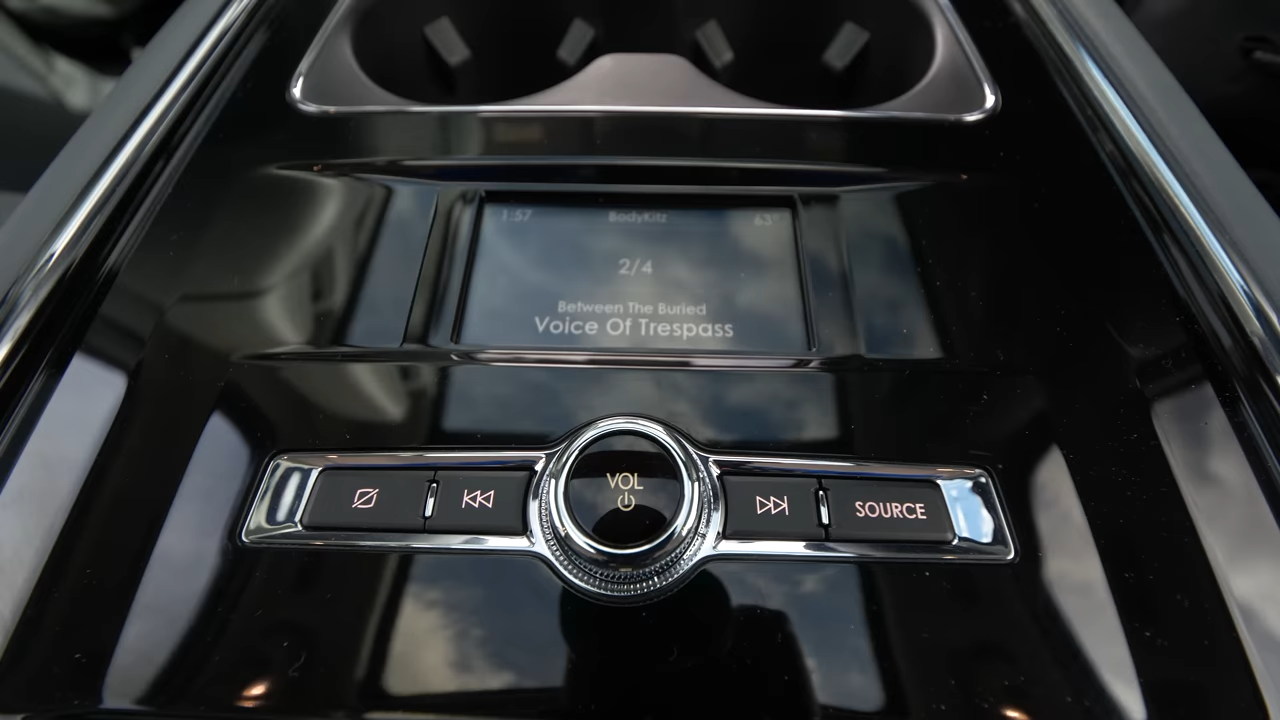 1:57 BodyKitz 63°
2/4
Between The Buried
Voice Of Trespass
VOL
SOURCE